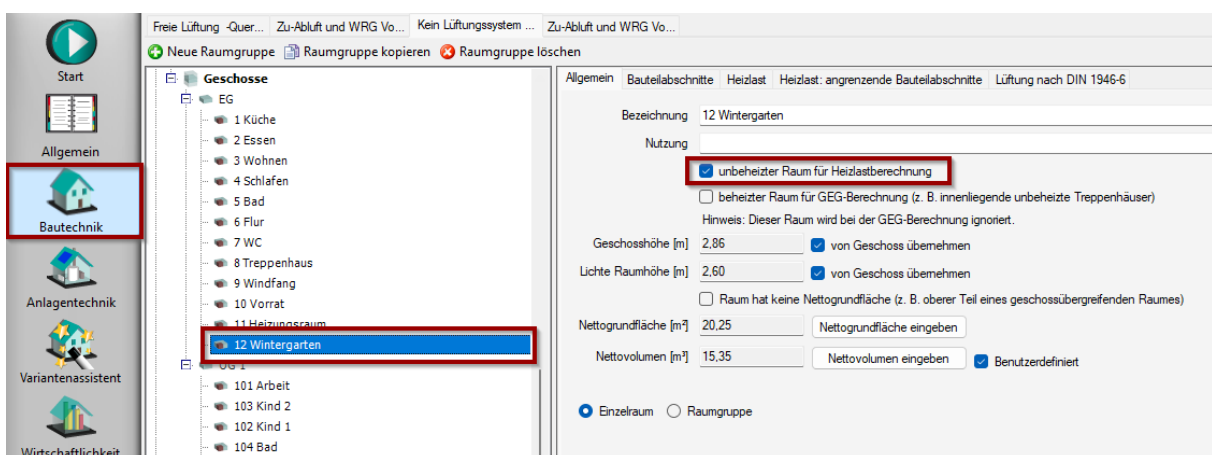 Freie Lüftung -Quer... Zu-Abluft und WRG Vo... Kein Lüftungssystem ... Zu-Abluft und WRG Vo...
Neue Raumgruppe Raumgruppe kopieren Raumgruppe löschen
Start
Allgemein
Bautechnik
Anlagentechnik
Variantenassistent
Wirtschaftlichkeit
Geschosse
EG
1 Küche
2 Essen
3 Wohnen
4 Schlafen
5 Bad
6 Flur
7 WC
8 Treppenhaus
9 Windfang
10 Vorrat
11 Heizungsraum
12 Wintergarten
OG 1
101 Arbeit
103 Kind 2
102 Kind 1
104 Bad
Allgemein Bauteilabschnitte Heizlast Heizlast: angrenzende Bauteilabschnitte Lüftung nach DIN 1946-6
Bezeichnung 12 Wintergarten
Nutzung
unbeheizter Raum für Heizlastberechnung
beheizter Raum für GEG-Berechnung (z. B. innenliegende unbeheizte Treppenhäuser)
Hinweis: Dieser Raum wird bei der GEG-Berechnung ignoriert.
Geschosshöhe [m] 2,86 von Geschoss übernehmen
Lichte Raumhöhe [m] 2,60 von Geschoss übernehmen
Raum hat keine Nettogrundfläche (z. B. oberer Teil eines geschossübergreifenden Raumes)
Nettogrundfläche [m²] 20,25 Nettogrundfläche eingeben
Nettovolumen [m³] 15,35 Nettovolumen eingeben Benutzerdefiniert
Einzelraum Raumgruppe